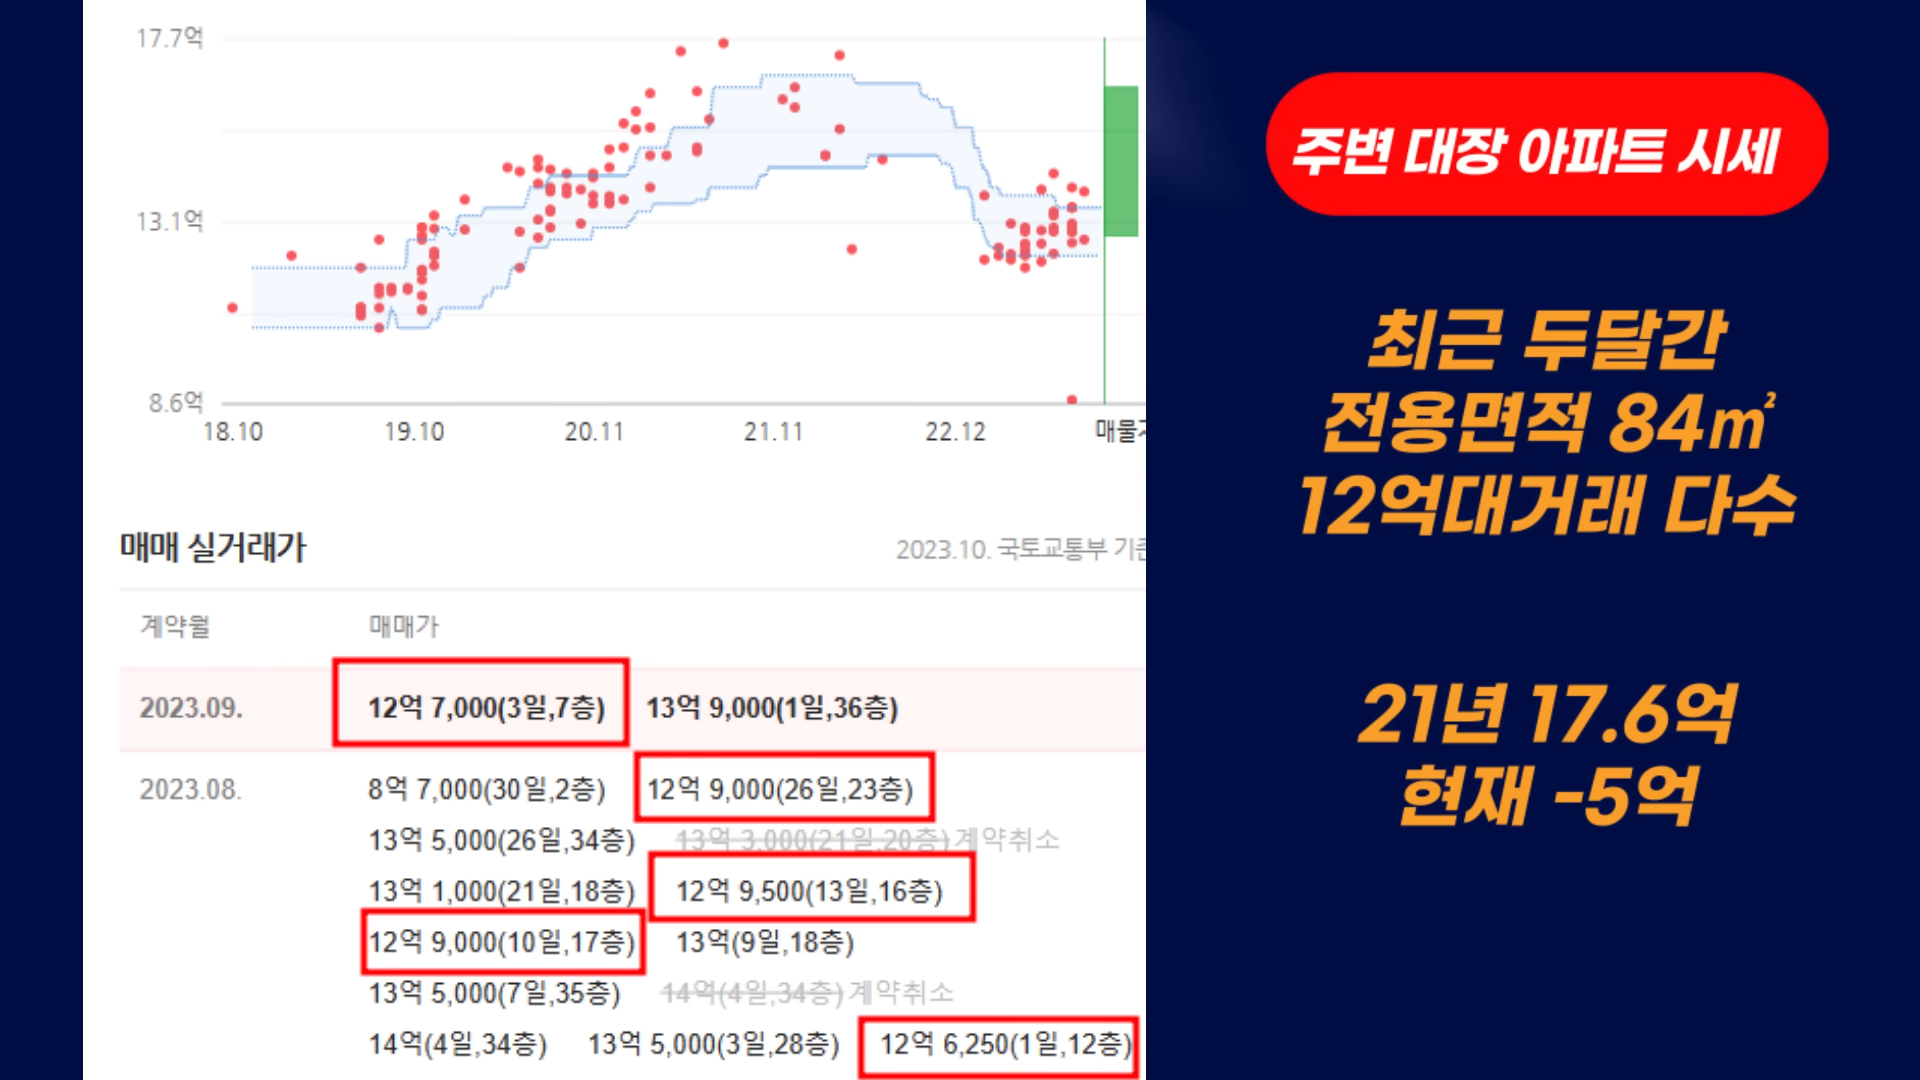 17.7억
13.1억
8.6억
18.10 19.10 20.11 21.11 22.12 매물
매매 실거래가
2023.10. 국토교통부
계약월 매매가
2023.09. 12억 7,000(3일,7층) 13억 9,000(1일,36층)
2023.08. 8억 7,000(30일,2층) 12억 9,000(26일,23층)
13억 5,000(26일,34층) 13억 3,000(21일,20층) 계약취소
13억 1,000(21일,18층) 12억 9,500(13일,16층)
12억 9,000(10일,17층) 13억(9일,18층)
13억 5,000(7일,35층) 14억(4일,34층) 계약취소
14억(4일,34층) 13억 5,000(3일,28층) 12억 6,250(1일,12층)
주변 대장 아파트 시세
최근 두달간
전용면적 84㎡
12억대거래 다수
21년 17.6억
현재 -5억